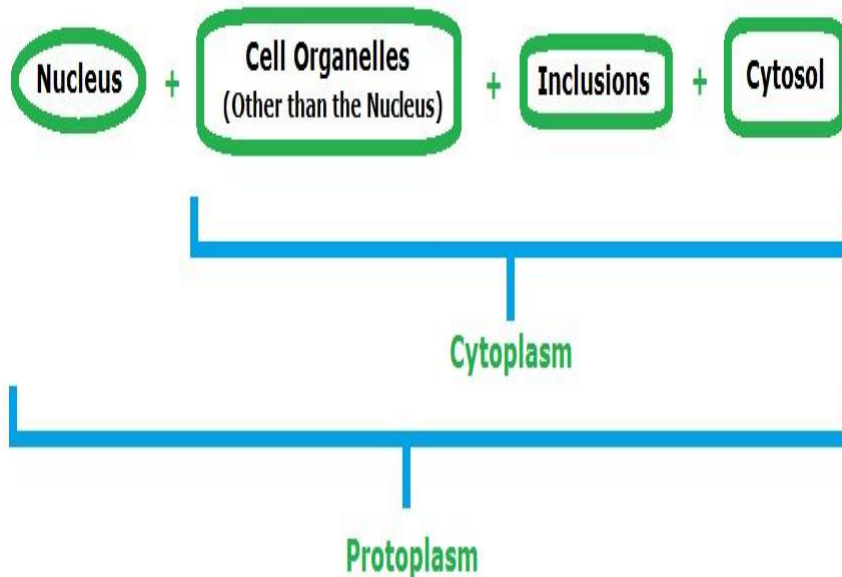 Nucleus + Cell Organelles + Inclusions + Cytosol
(Other than the Nucleus)
Cytoplasm
Protoplasm